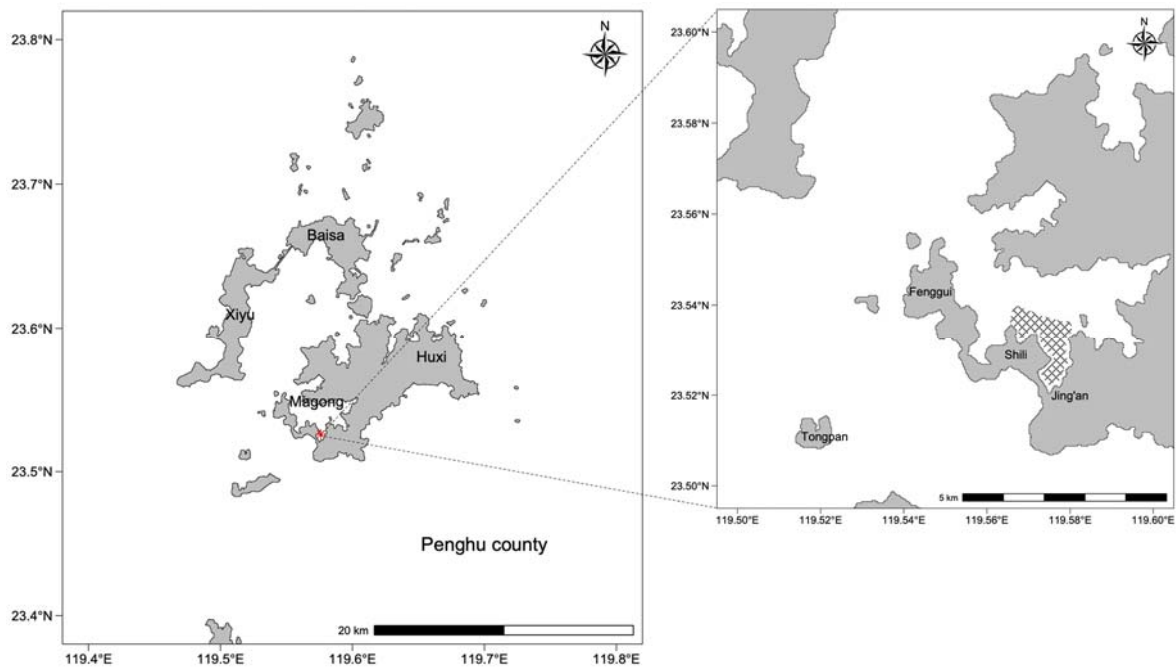 23.8°N
23.7°N
23.6°N
23.5°N
23.4°N
119.4°E
119.5°E
119.6°E
119.7°E
119.8°E
N
Baisa
Xiyu
Huxi
Magong
Penghu county
20 km
23.60°N
23.58°N
23.56°N
23.54°N
23.52°N
23.50°N
119.50°E
119.52°E
119.54°E
119.56°E
119.58°E
119.60°E
N
Fenggui
Shili
Jing'an
Tongpan
5 km